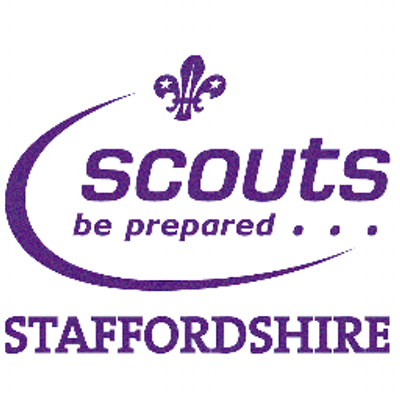 scouts
be prepared . . .
STAFFORDSHIRE